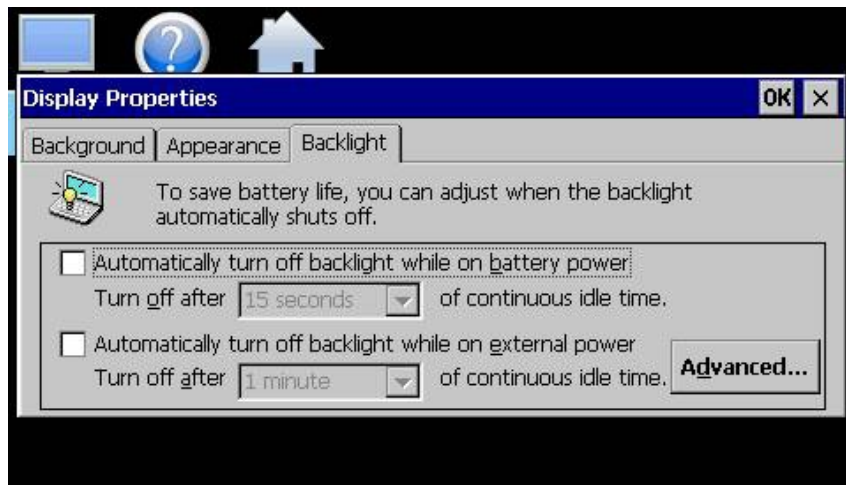 ?
Display Properties OK ×
Background Appearance Backlight
To save battery life, you can adjust when the backlight
automatically shuts off.
Automatically turn off backlight while on battery power
Turn off after 15 seconds of continuous idle time.
Automatically turn off backlight while on external power
Turn off after 1 minute of continuous idle time.
Advanced...